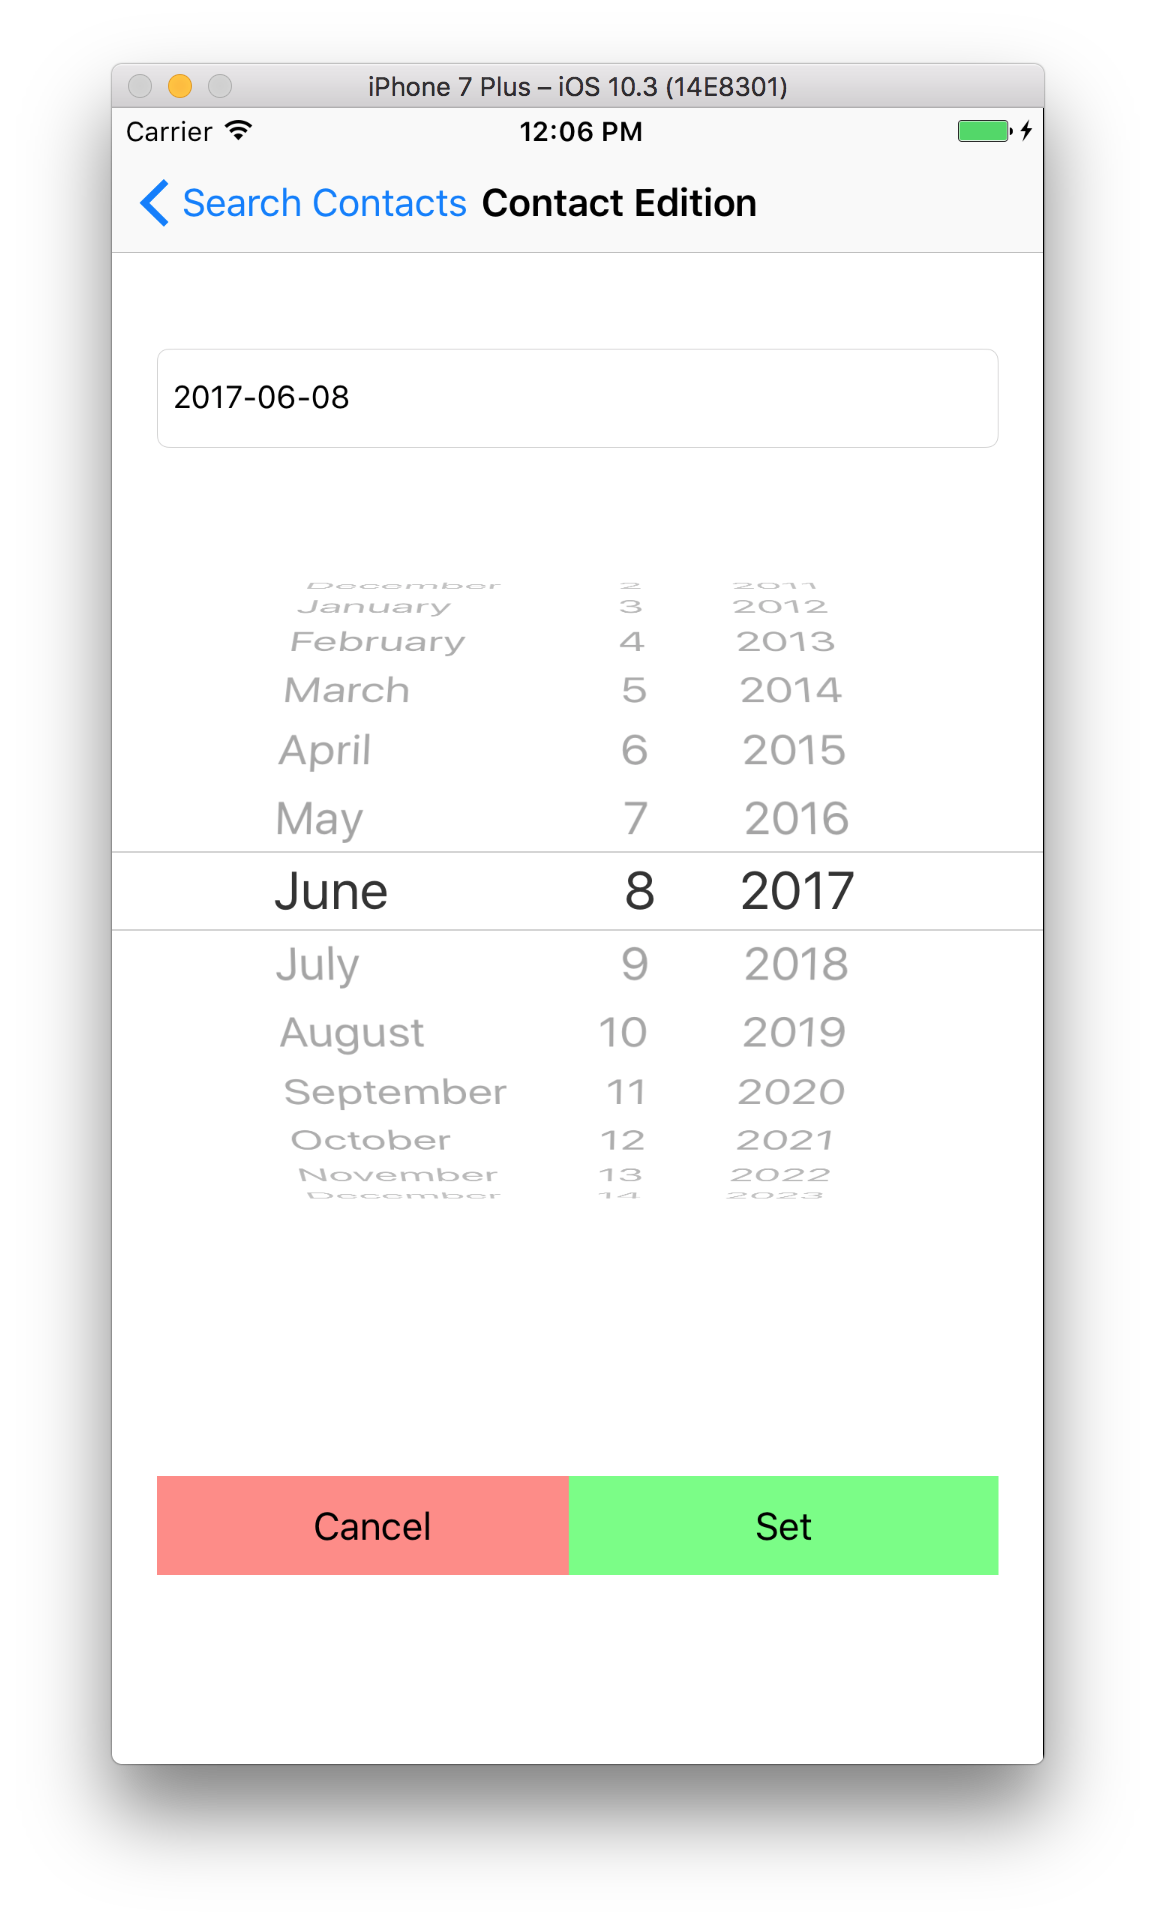 iPhone 7 Plus – iOS 10.3 (14E8301)
Carrier 12:06 PM
Search Contacts Contact Edition
2017-06-08
December 2 2011
January 3 2012
February 4 2013
March 5 2014
April 6 2015
May 7 2016
June 8 2017
July 9 2018
August 10 2019
September 11 2020
October 12 2021
November 13 2022
December 14 2023
Cancel Set